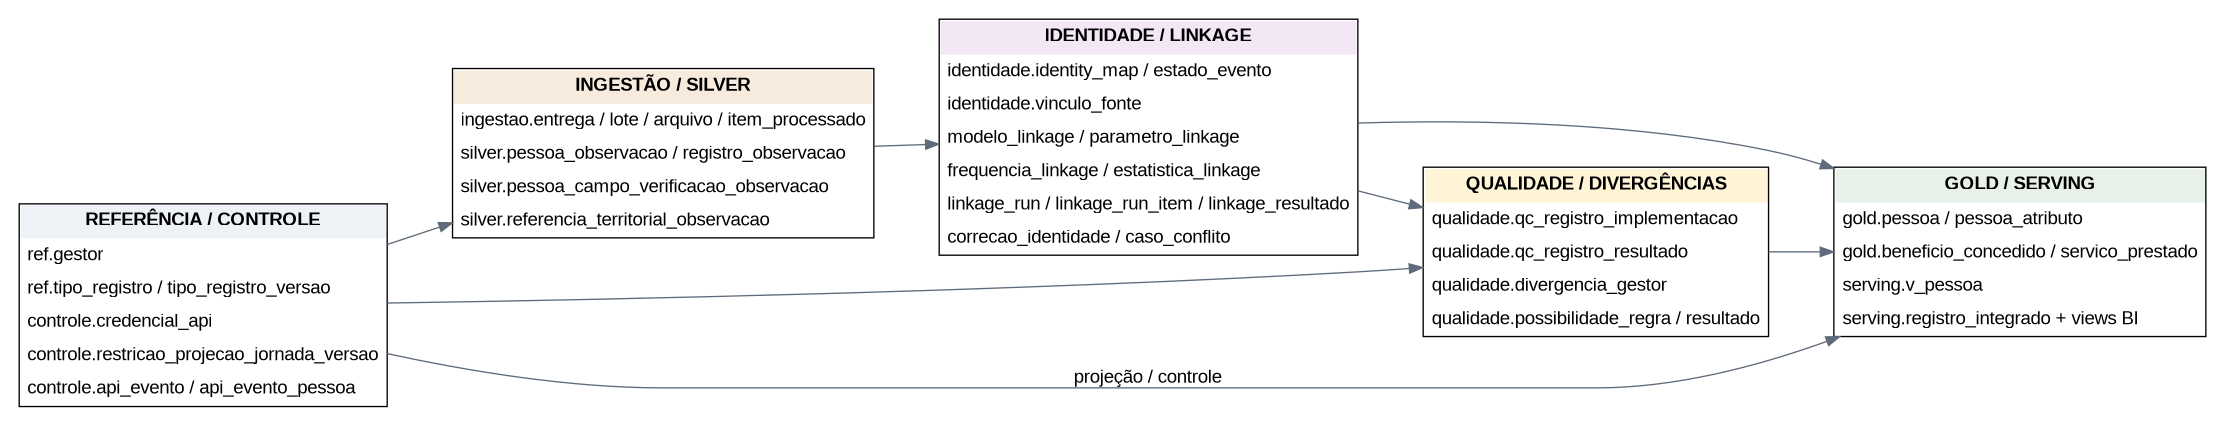 REFERÊNCIA / CONTROLE
ref.gestor
ref.tipo_registro / tipo_registro_versao
controle.credencial_api
controle.restricao_projecao_jornada_versao
controle.api_evento / api_evento_pessoa
INGESTÃO / SILVER
ingestao.entrega / lote / arquivo / item_processado
silver.pessoa_observacao / registro_observacao
silver.pessoa_campo_verificacao_observacao
silver.referencia_territorial_observacao
IDENTIDADE / LINKAGE
identidade.identity_map / estado_evento
identidade.vinculo_fonte
modelo_linkage / parametro_linkage
frequencia_linkage / estatistica_linkage
linkage_run / linkage_run_item / linkage_resultado
correcao_identidade / caso_conflito
QUALIDADE / DIVERGÊNCIAS
qualidade.qc_registro_implementacao
qualidade.qc_registro_resultado
qualidade.divergencia_gestor
qualidade.possibilidade_regra / resultado
GOLD / SERVING
gold.pessoa / pessoa_atributo
gold.beneficio_concedido / servico_prestado
serving.v_pessoa
serving.registro_integrado + views BI
projeção / controle